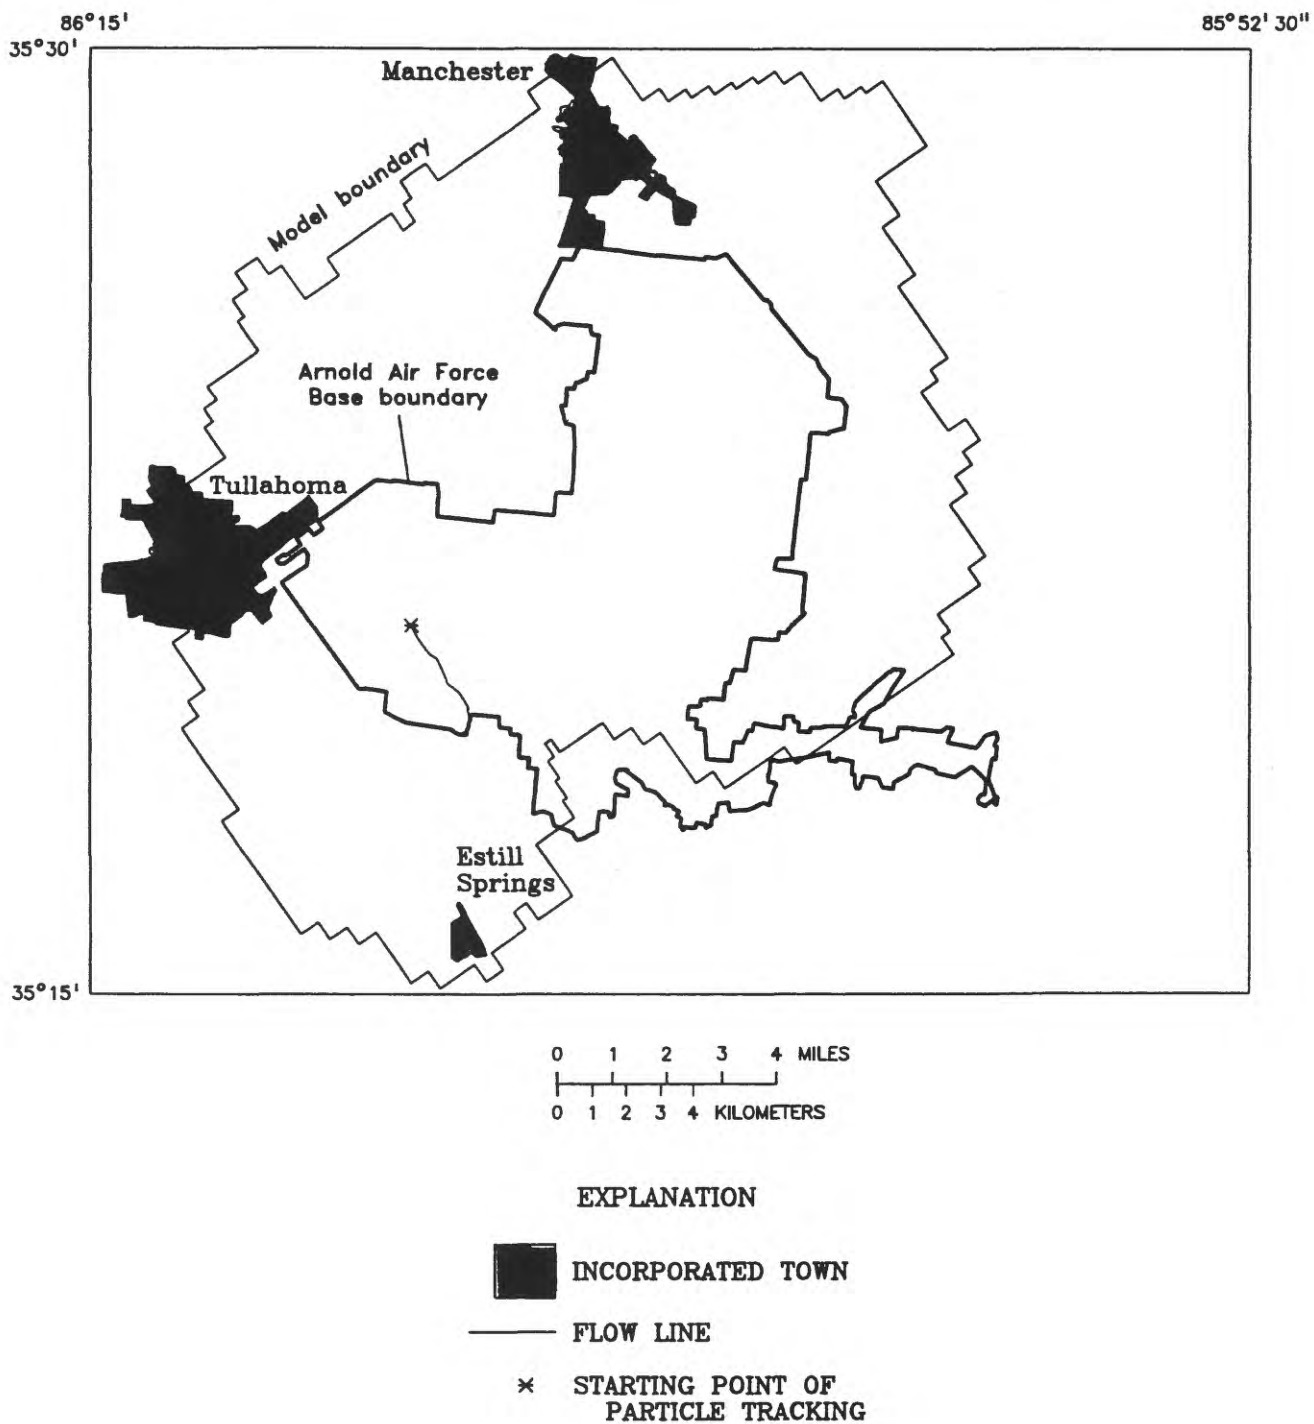 86°15'
85°52'30"
35°30'
Manchester
Model boundary
Arnold Air Force
Base boundary
Tullahoma
Estill
Springs
35°15'
0 1 2 3 4 MILES
0 1 2 3 4 KILOMETERS
EXPLANATION
INCORPORATED TOWN
FLOW LINE
STARTING POINT OF
PARTICLE TRACKING